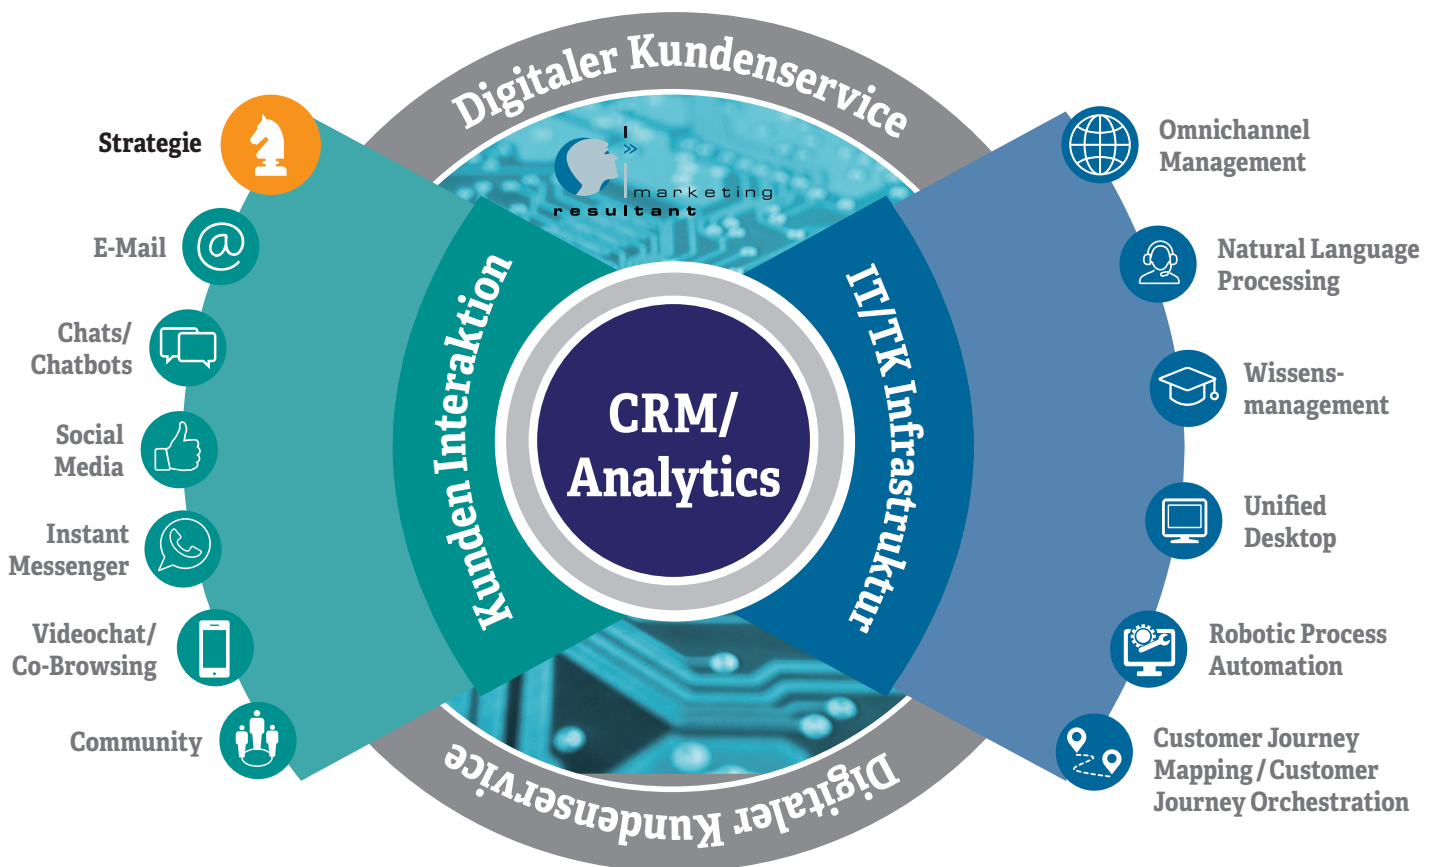 Digitaler Kundenservice
marketing
resultant
Strategie
E-Mail
Chats/
Chatbots
Social
Media
Instant
Messenger
Videochat/
Co-Browsing
Community
Kunden Interaktion
CRM/
Analytics
IT/TK Infrastruktur
Omnichannel
Management
Natural Language
Processing
Wissens-
management
Unified
Desktop
Robotic Process
Automation
Customer Journey
Mapping / Customer
Journey Orchestration
Digitaler Kundenservice